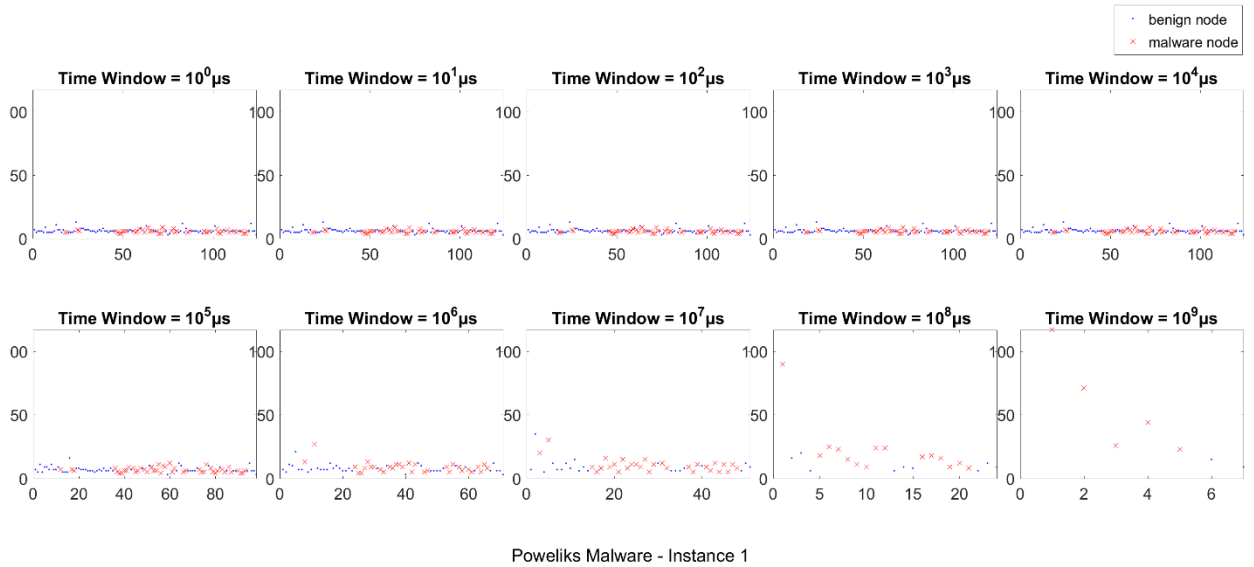 benign node
malware node
Time Window = 10⁰µs
Time Window = 10¹µs
Time Window = 10²µs
Time Window = 10³µs
Time Window = 10⁴µs
00
100
100
100
100
50
50
50
50
50
0
0
0
0
0
0 50 100
0 50 100
0 50 100
0 50 100
0 50 100
Time Window = 10⁵µs
Time Window = 10⁶µs
Time Window = 10⁷µs
Time Window = 10⁸µs
Time Window = 10⁹µs
00
100
100
100
100
50
50
50
50
50
0
0
0
0
0
0 20 40 60 80
0 20 40 60
0 20 40
0 5 10 15 20
0 2 4 6
Poweliks Malware - Instance 1